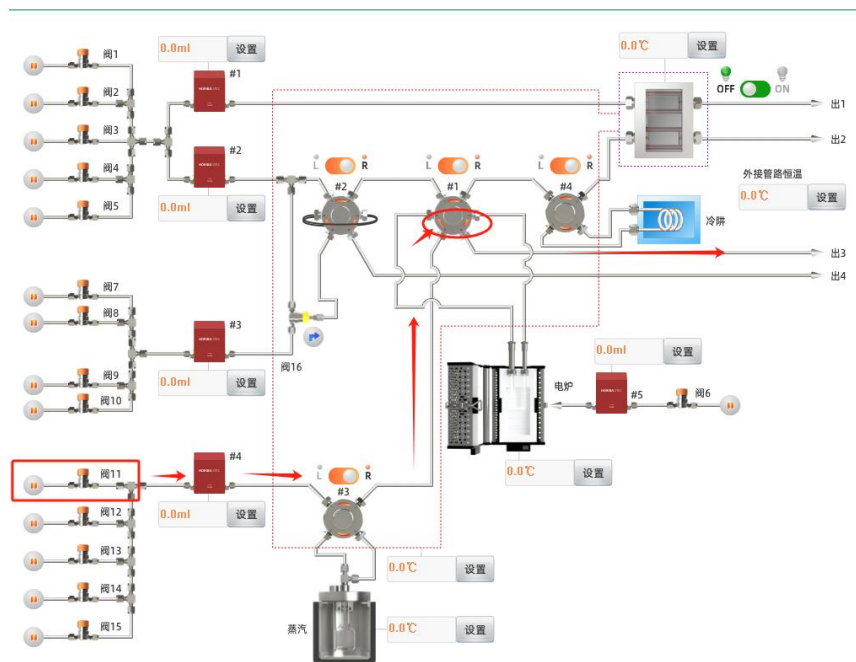 阀1
0.0ml 设置
#1
0.0℃ 设置
OFF ON
阀2
出1
阀3
#2
出2
阀4
L R
L R
L R
阀5
0.0ml 设置
#2
#1
#4
外接管路恒温
0.0℃ 设置
冷阱
出3
出4
阀7
阀8
#3
阀16
0.0ml 设置
阀9
0.0ml 设置
电炉
#5
阀6
阀10
阀11
#4
L R
0.0℃ 设置
#3
阀12
0.0ml 设置
阀13
0.0℃ 设置
阀14
蒸汽
0.0℃ 设置
阀15